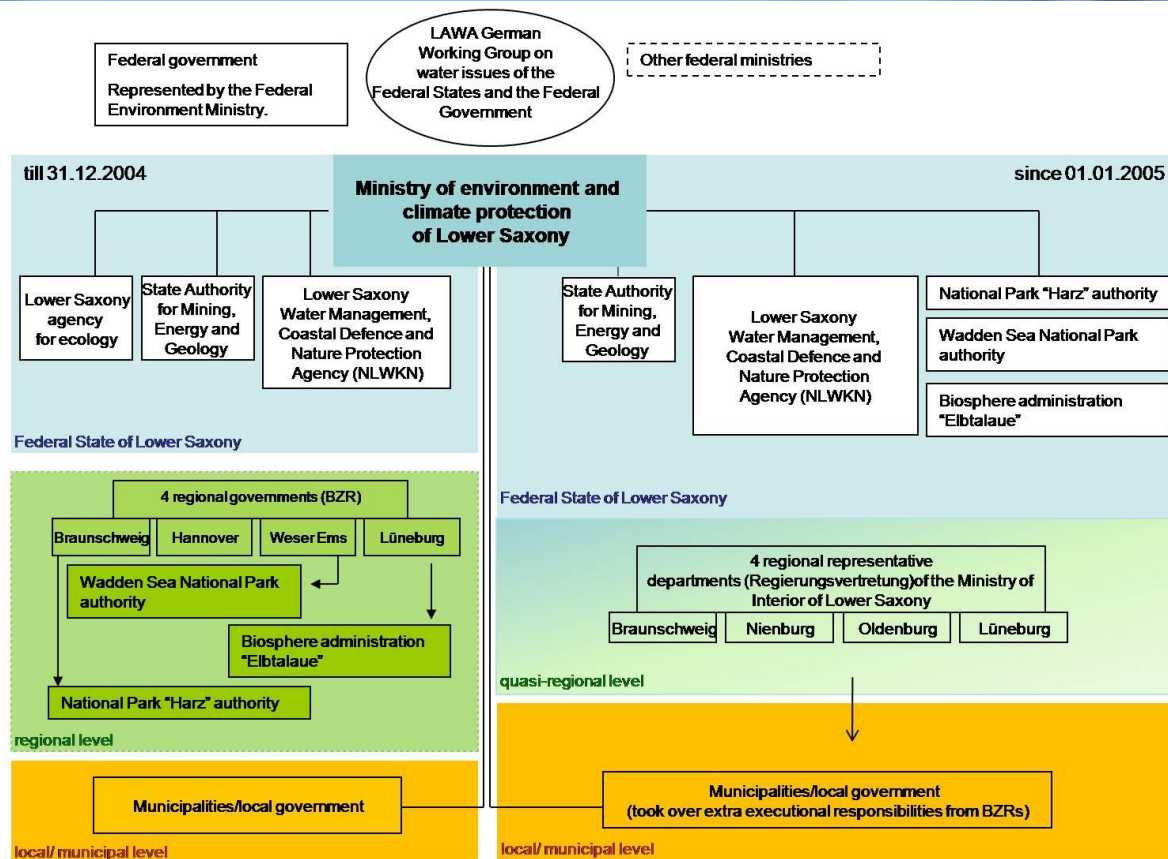 Federal government
Represented by the Federal
Environment Ministry.
LAWA German
Working Group on
water issues of the
Federal States and the Federal
Government
Other federal ministries
till 31.12.2004
Ministry of environment and
climate protection
of Lower Saxony
since 01.01.2005
Lower Saxony
agency
for ecology
State Authority
for Mining,
Energy and
Geology
Lower Saxony
Water Management,
Coastal Defence and
Nature Protection
Agency (NLWKN)
Federal State of Lower Saxony
State Authority
for Mining,
Energy and
Geology
Lower Saxony
Water Management,
Coastal Defence and
Nature Protection
Agency (NLWKN)
National Park “Harz” authority
Wadden Sea National Park
authority
Biosphere administration
“Elbtalaue”
Federal State of Lower Saxony
4 regional governments (BZR)
Braunschweig
Hannover
Weser Ems
Lüneburg
Wadden Sea National Park
authority
Biosphere administration
“Elbtalaue”
National Park “Harz” authority
regional level
4 regional representative
departments (Regierungsvertretung)of the Ministry of
Interior of Lower Saxony
Braunschweig
Nienburg
Oldenburg
Lüneburg
quasi-regional level
Municipalities/local government
local/ municipal level
Municipalities/local government
(took over extra executional responsibilities from BZRs)
local/ municipal level